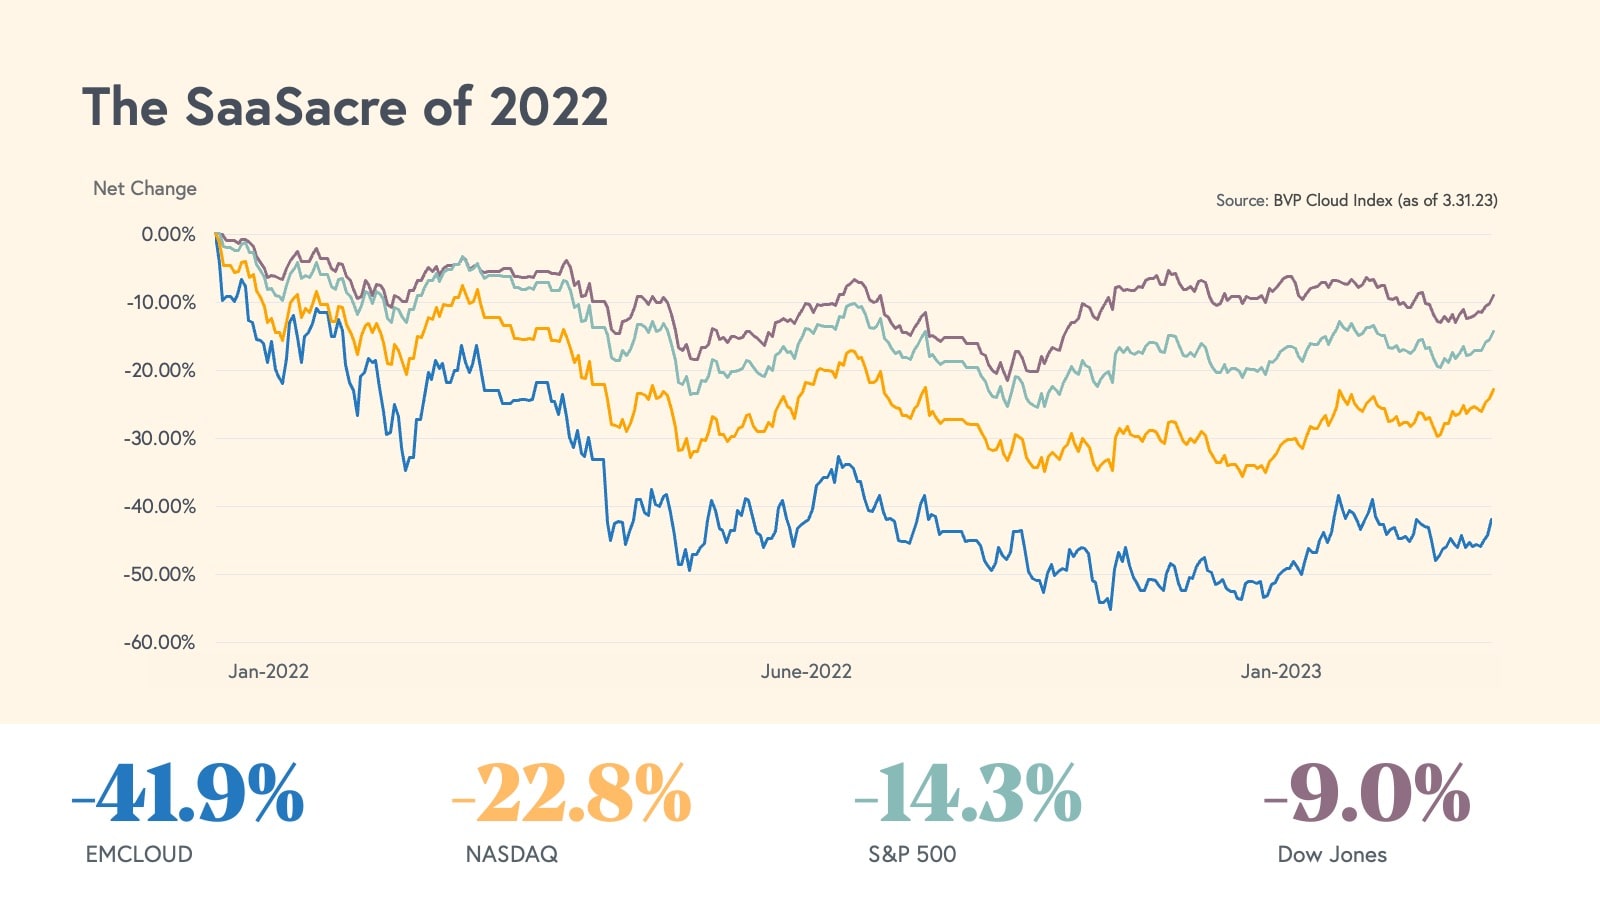 The SaaSacre of 2022
Net Change
Source: BVP Cloud Index (as of 3.31.23)
0.00%
-10.00%
-20.00%
-30.00%
-40.00%
-50.00%
-60.00%
Jan-2022 June-2022 Jan-2023
-41.9% -22.8% -14.3% -9.0%
EMCLOUD NASDAQ S&P 500 Dow Jones